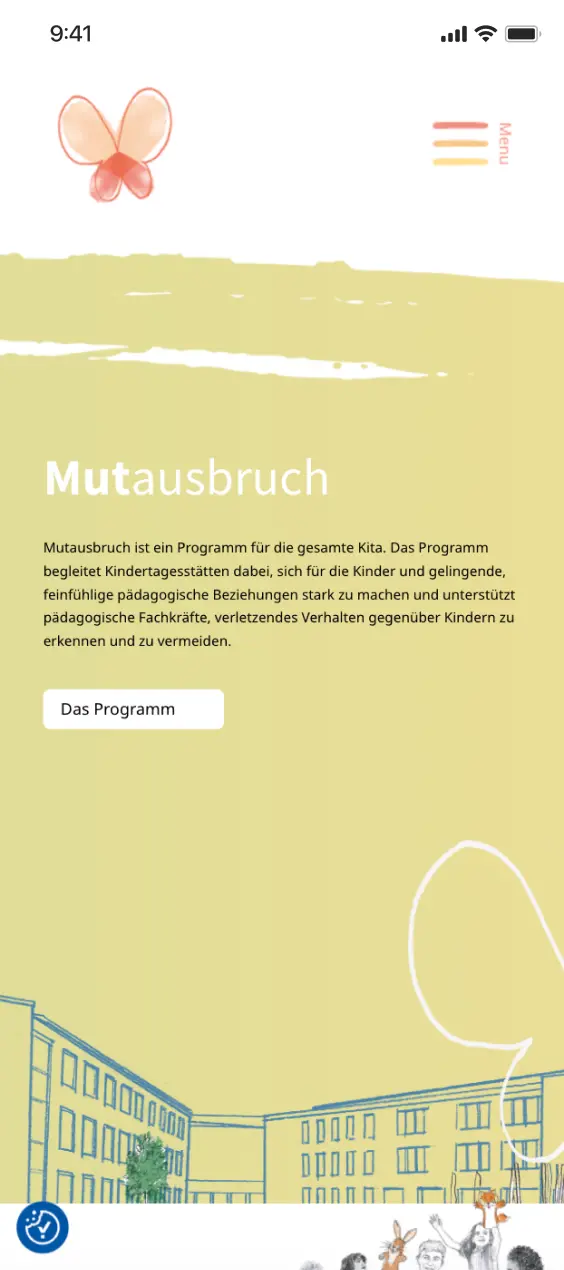 9:41
Menu
Mutausbruch
Mutausbruch ist ein Programm für die gesamte Kita. Das Programm
begleitet Kindertagesstätten dabei, sich für die Kinder und gelingende,
feinfühlige pädagogische Beziehungen stark zu machen und unterstützt
pädagogische Fachkräfte, verletzendes Verhalten gegenüber Kindern zu
erkennen und zu vermeiden.
Das Programm